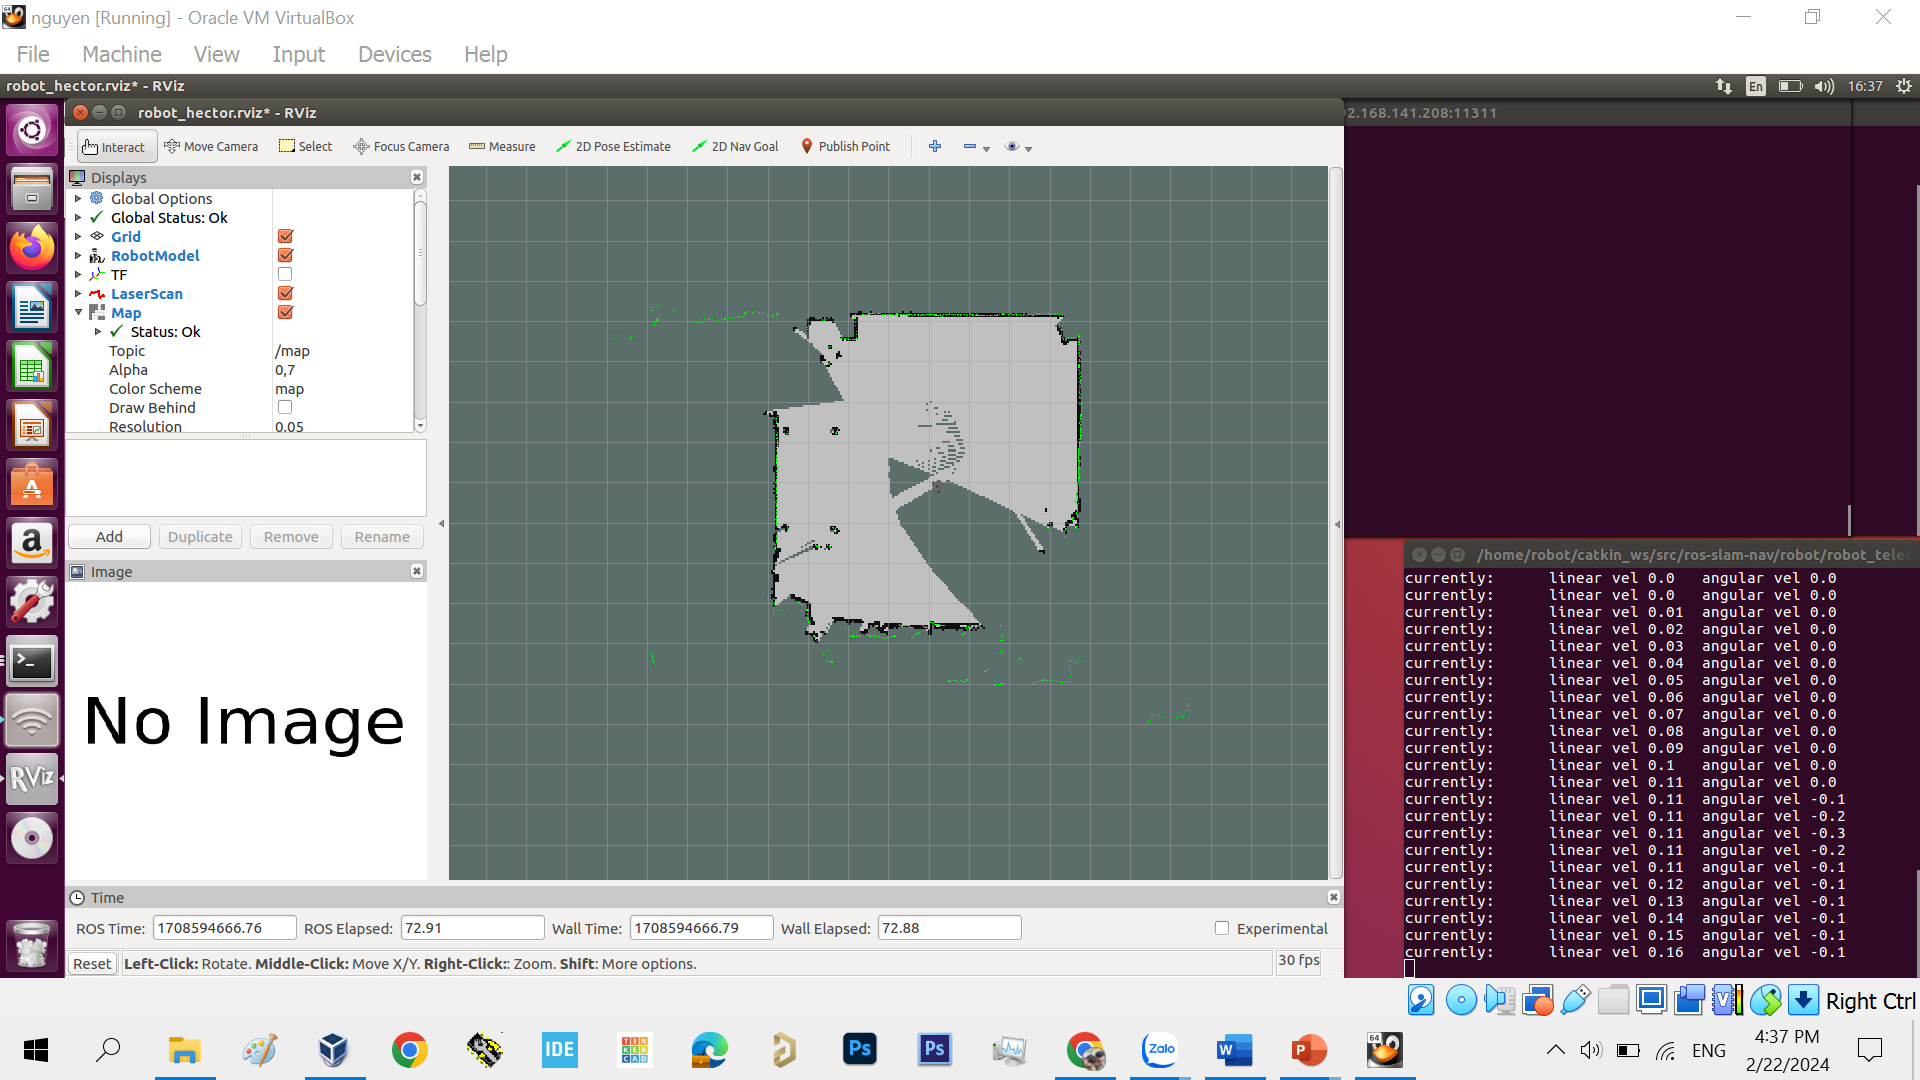 nguyen [Running] - Oracle VM VirtualBox
File Machine View Input Devices Help
robot_hector.rviz* - RViz
En 16:37
robot_hector.rviz* - RViz
2.168.141.208:11311
Interact Move Camera Select Focus Camera Measure 2D Pose Estimate 2D Nav Goal Publish Point
Displays
Global Options
Global Status: Ok
Grid
RobotModel
TF
LaserScan
Map
Status: Ok
Topic /map
Alpha 0,7
Color Scheme map
Draw Behind
Resolution 0.05
Add Duplicate Remove Rename
Image
No Image
Time
ROS Time: 1708594666.76 ROS Elapsed: 72.91 Wall Time: 1708594666.79 Wall Elapsed: 72.88 Experimental
Reset Left-Click: Rotate. Middle-Click: Move X/Y. Right-Click:: Zoom. Shift: More options. 30 fps
/home/robot/catkin_ws/src/ros-slam-nav/robot/robot_teleo
currently: linear vel 0.0 angular vel 0.0
currently: linear vel 0.0 angular vel 0.0
currently: linear vel 0.01 angular vel 0.0
currently: linear vel 0.02 angular vel 0.0
currently: linear vel 0.03 angular vel 0.0
currently: linear vel 0.04 angular vel 0.0
currently: linear vel 0.05 angular vel 0.0
currently: linear vel 0.06 angular vel 0.0
currently: linear vel 0.07 angular vel 0.0
currently: linear vel 0.08 angular vel 0.0
currently: linear vel 0.09 angular vel 0.0
currently: linear vel 0.1 angular vel 0.0
currently: linear vel 0.11 angular vel 0.0
currently: linear vel 0.11 angular vel -0.1
currently: linear vel 0.11 angular vel -0.2
currently: linear vel 0.11 angular vel -0.3
currently: linear vel 0.11 angular vel -0.2
currently: linear vel 0.11 angular vel -0.1
currently: linear vel 0.12 angular vel -0.1
currently: linear vel 0.13 angular vel -0.1
currently: linear vel 0.14 angular vel -0.1
currently: linear vel 0.15 angular vel -0.1
currently: linear vel 0.16 angular vel -0.1
RViz
Right Ctrl
IDE
TIN
KER
CAD
Ps
Ps
Zalo
W
P
64
ENG
4:37 PM
2/22/2024